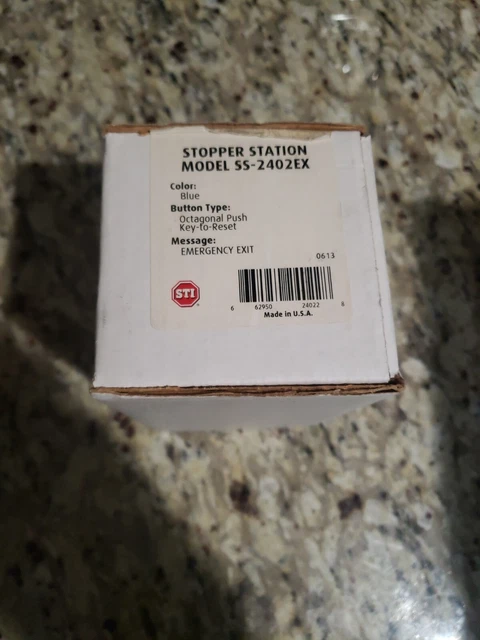 STOPPER STATION
MODEL SS-2402EX
Color:
Blue
Button Type:
Octagonal Push
Key-to-Reset
Message:
EMERGENCY EXIT
0613
STI
6 62950 24022 6
Made in U.S.A.